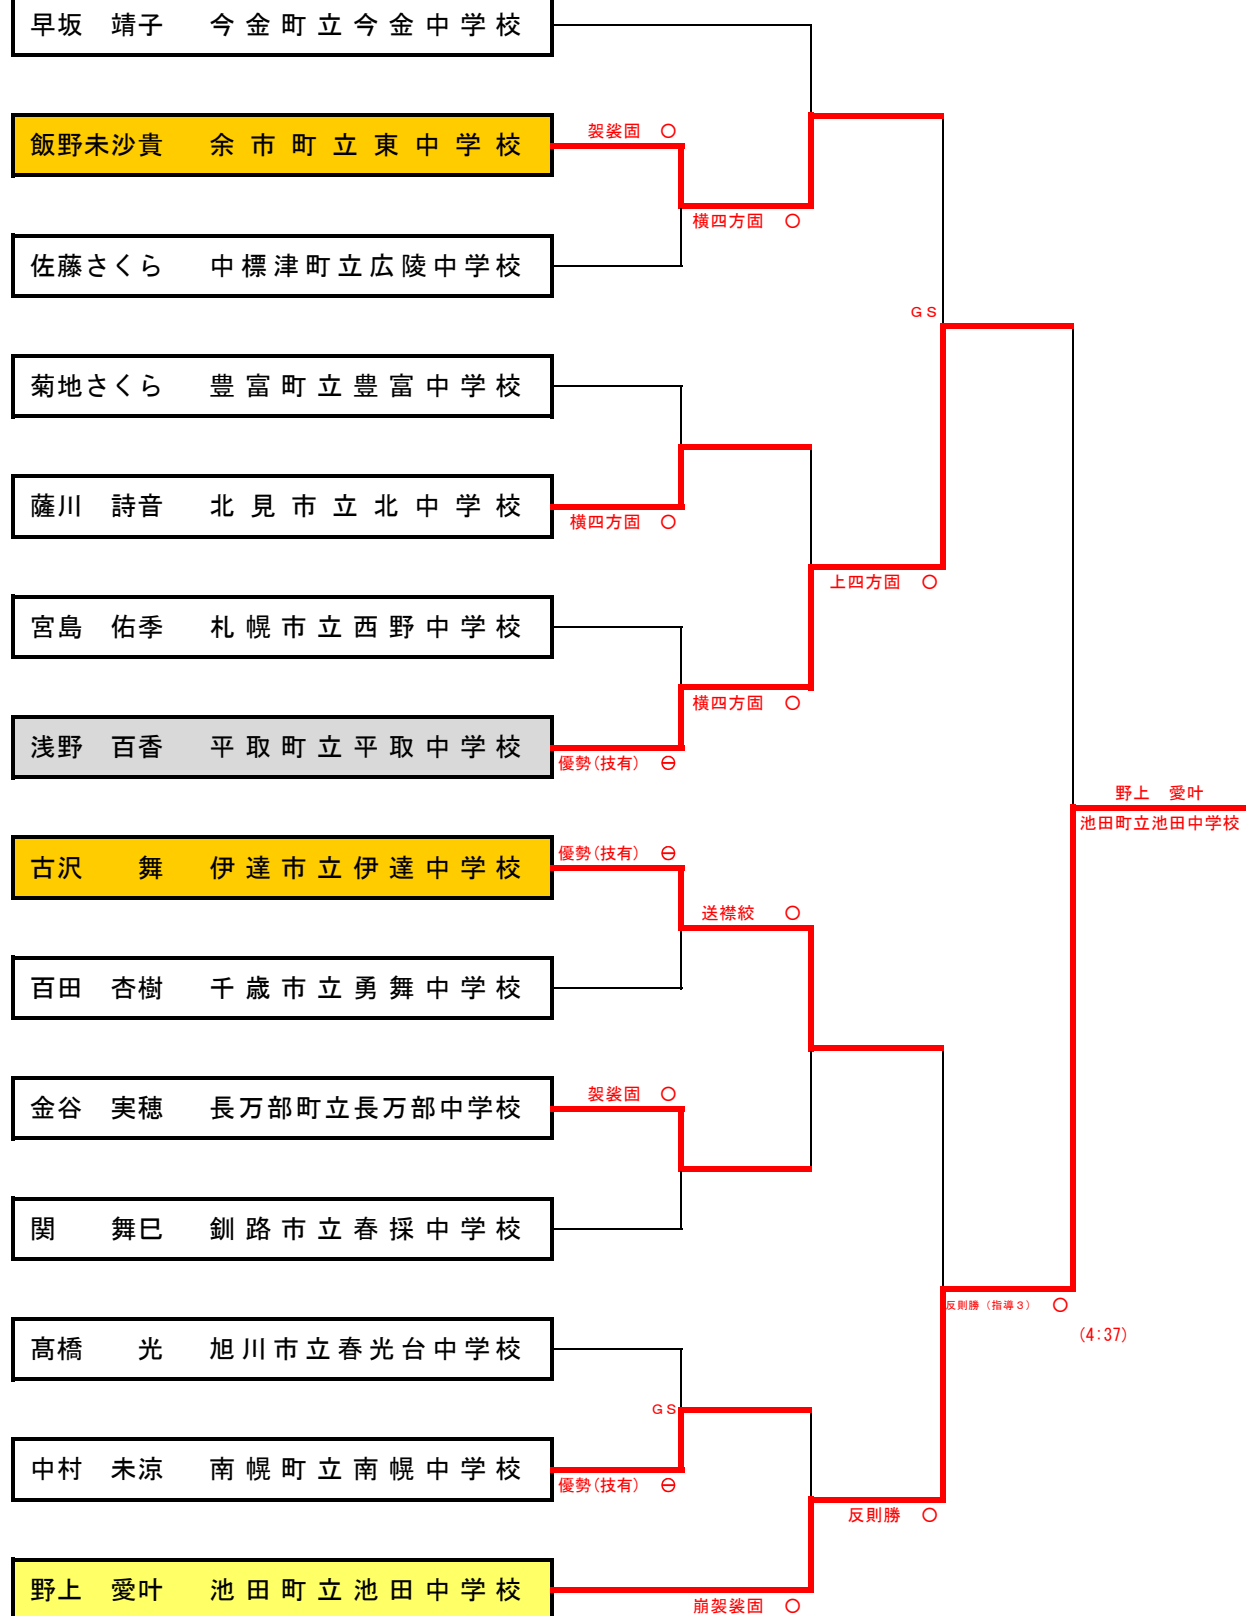 早坂　靖子　今金町立今金中学校
飯野未沙貴　余市町立東中学校
袈裟固　○
横四方固　○
佐藤さくら　中標津町立広陵中学校
ＧＳ
菊地さくら　豊富町立豊富中学校
薩川　詩音　北見市立北中学校
横四方固　○
上四方固　○
宮島　佑季　札幌市立西野中学校
横四方固　○
浅野　百香　平取町立平取中学校
優勢(技有)　⊖
野上　愛叶
池田町立池田中学校
優勢(技有)　⊖
古沢　舞　伊達市立伊達中学校
送襟絞　○
百田　杏樹　千歳市立勇舞中学校
袈裟固　○
金谷　実穂　長万部町立長万部中学校
関　舞巳　釧路市立春採中学校
反則勝（指導３）　○
(4:37)
髙橋　光　旭川市立春光台中学校
ＧＳ
中村　未涼　南幌町立南幌中学校
優勢(技有)　⊖
反則勝　○
野上　愛叶　池田町立池田中学校
崩袈裟固　○